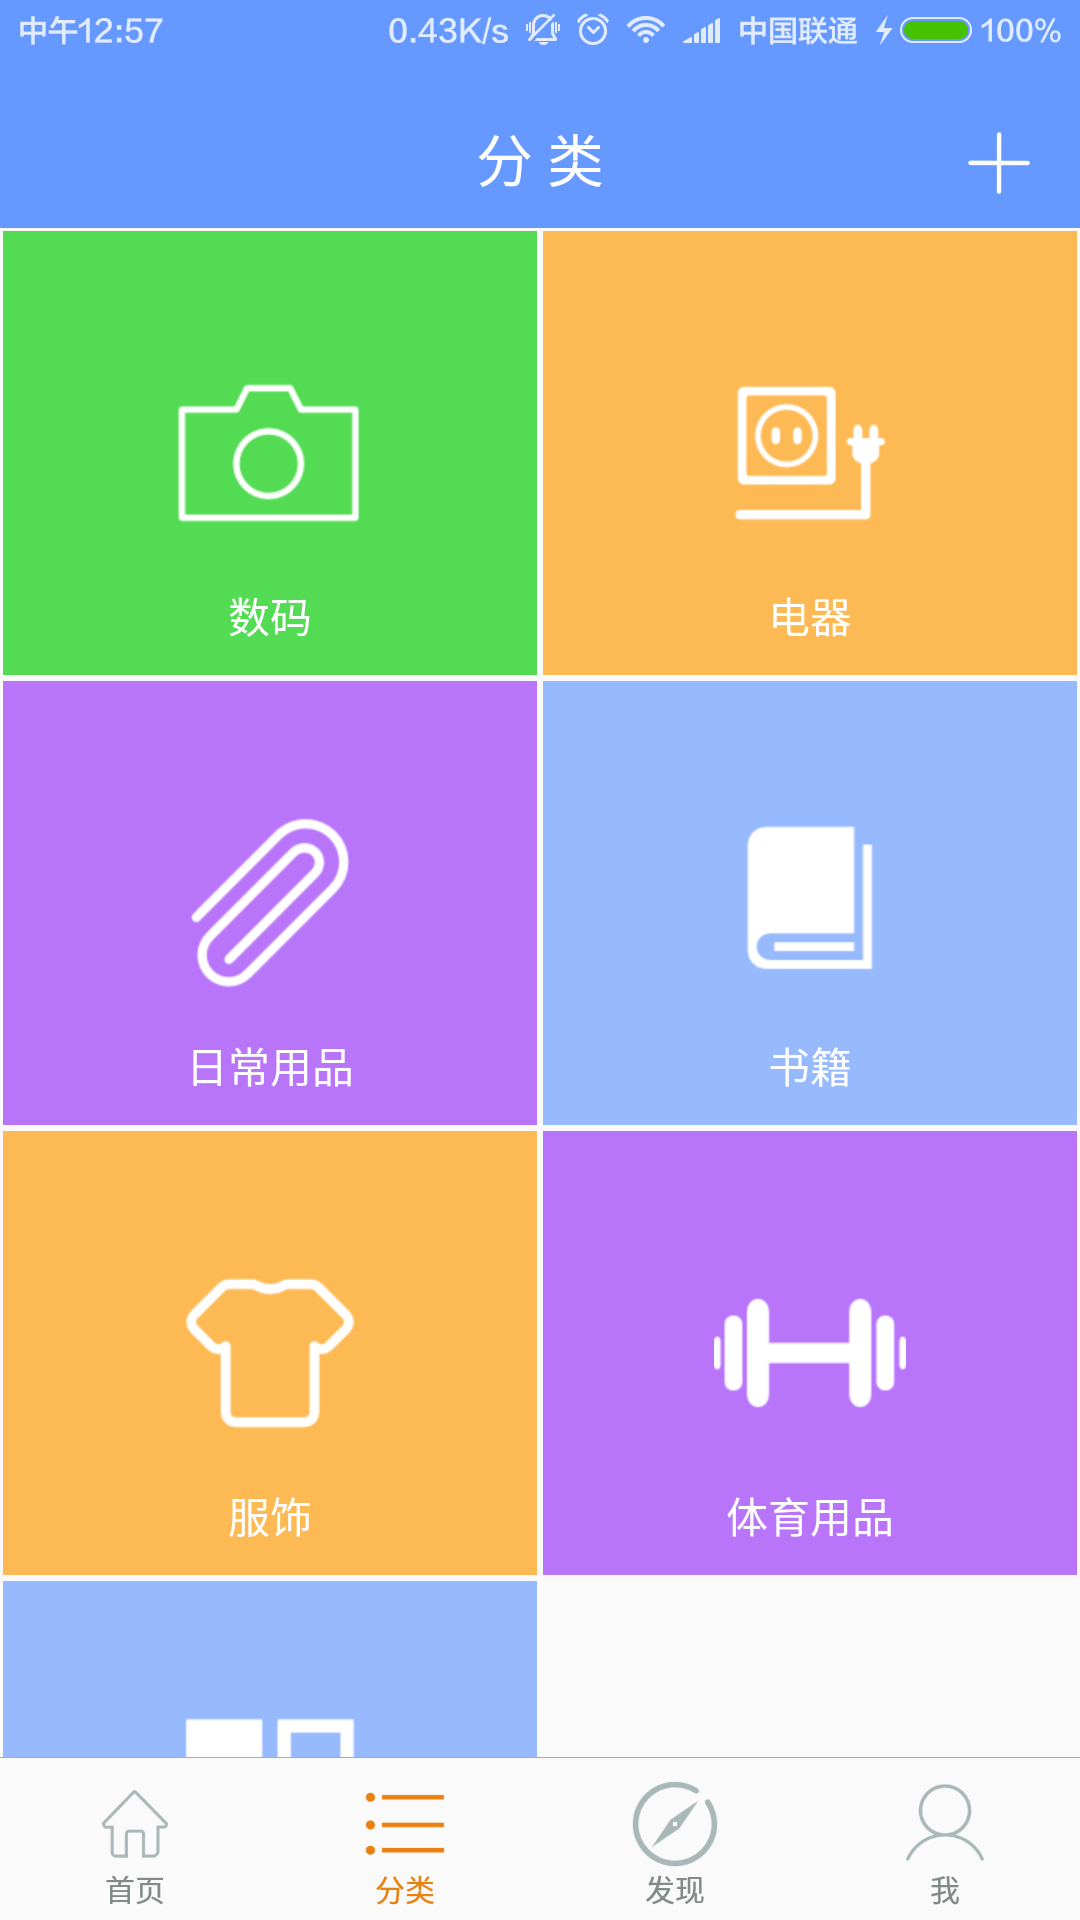 中午12:57 0.43K/s 中国联通 100%
分类
数码 电器
日常用品 书籍
服饰 体育用品
首页 分类 发现 我